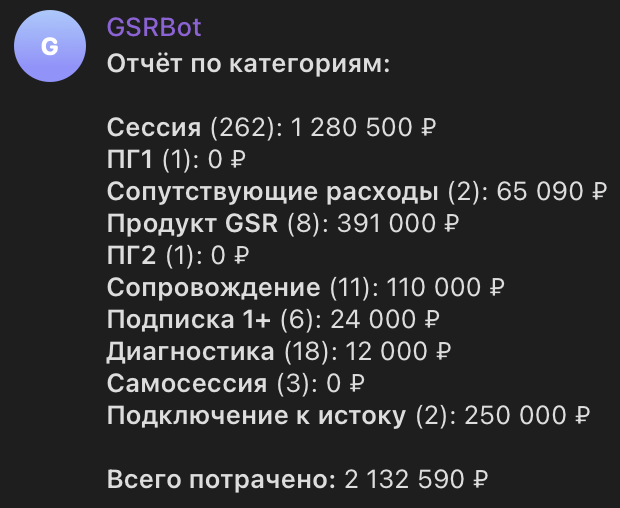 G
GSRBot
Отчёт по категориям:
Сессия (262): 1 280 500 ₽
ПГ1 (1): 0 ₽
Сопутствующие расходы (2): 65 090 ₽
Продукт GSR (8): 391 000 ₽
ПГ2 (1): 0 ₽
Сопровождение (11): 110 000 ₽
Подписка 1+ (6): 24 000 ₽
Диагностика (18): 12 000 ₽
Самосессия (3): 0 ₽
Подключение к истоку (2): 250 000 ₽
Всего потрачено: 2 132 590 ₽